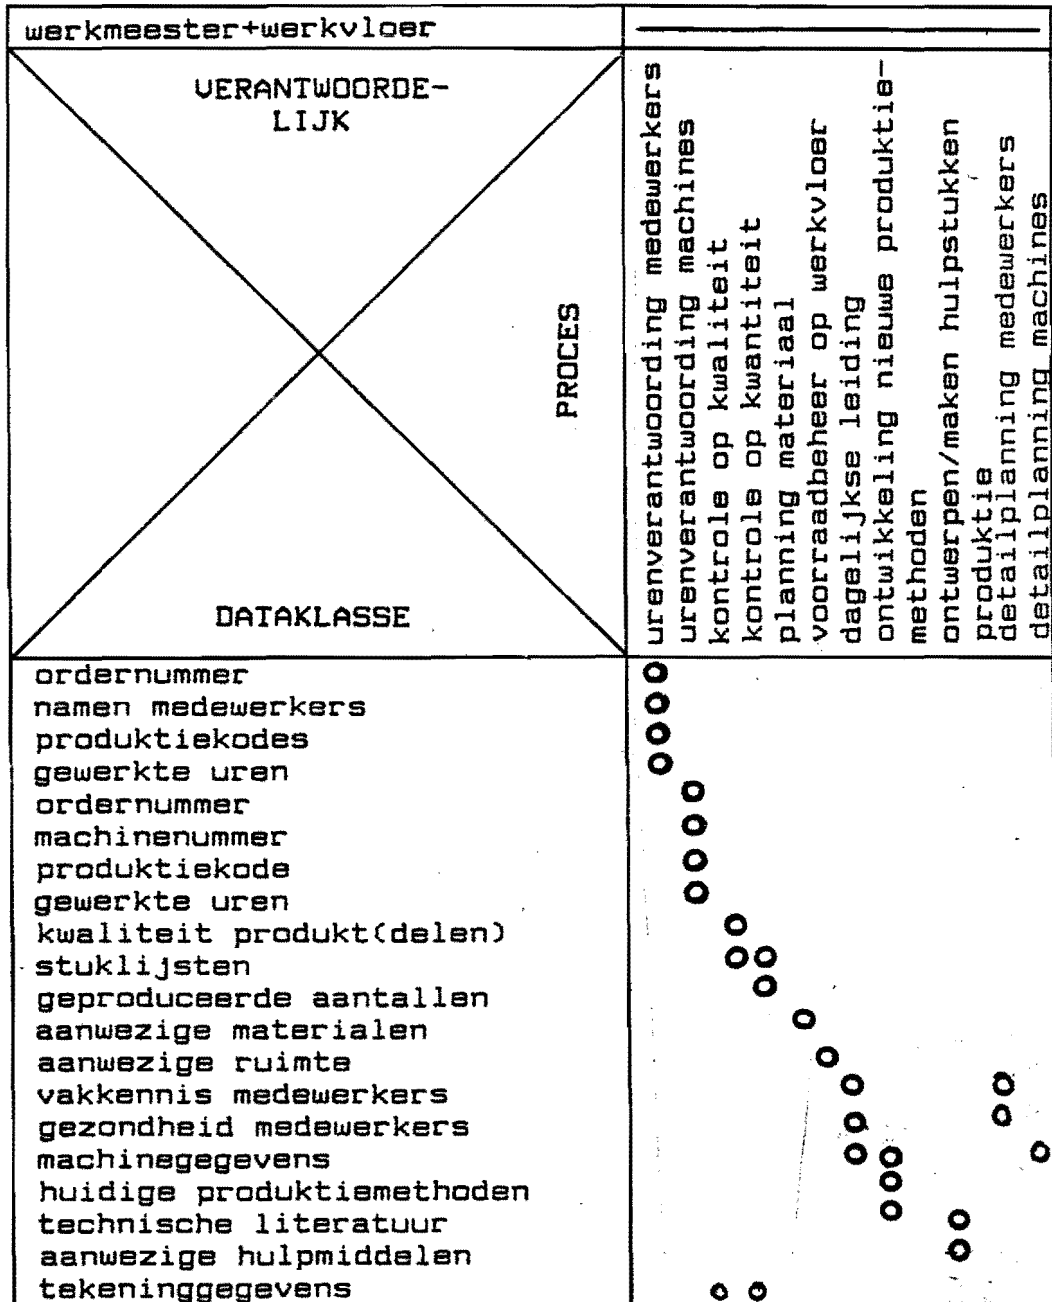 werkmeester+werkvloer
VERANTWOORDE-
LIJK
PROCES
DATAKLASSE
urenverantwoording medewerkers
urenverantwoording machines
kontrole op kwaliteit
kontrole op kwantiteit
planning materiaal
voorraadbeheer op werkvloer
dagelijkse leiding
ontwikkeling nieuwe produktie-
methoden
ontwerpen/maken hulpstukken
produktie
detailplanning medewerkers
detailplanning machines
ordernummer
namen medewerkers
produktiekodes
gewerkte uren
ordernummer
machinenummer
produktiekode
gewerkte uren
kwaliteit produkt(delen)
stuklijsten
geproduceerde aantallen
aanwezige materialen
aanwezige ruimte
vakkennis medewerkers
gezondheid medewerkers
machinegegevens
huidige produktiemethoden
technische literatuur
aanwezige hulpmiddelen
tekeninggegevens